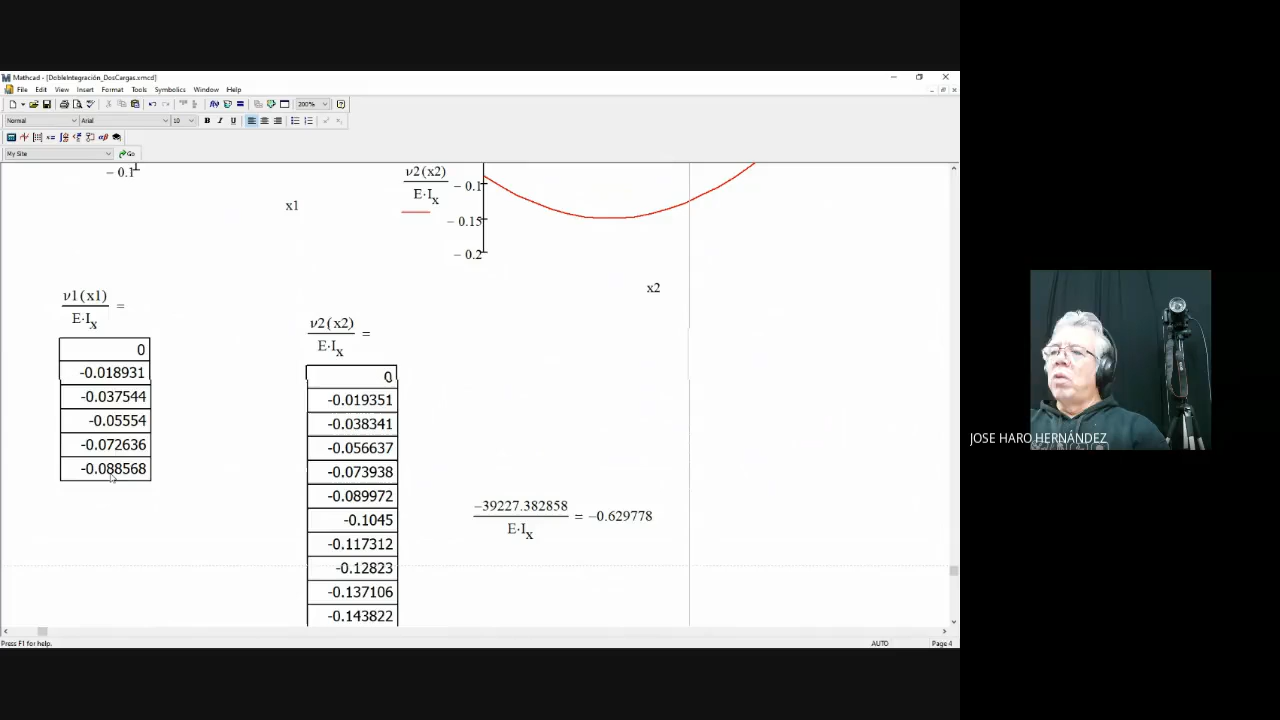 Mathcad - [DobleIntegración_DosCargas.xmcd]
File Edit View Insert Format Tools Symbolics Window Help
200%
Normal Arial 10 B I U
My Site Go
− 0.1
x1
ν2(x2)
E·Ix
− 0.1
− 0.15
− 0.2
x2
ν1(x1)
E·Ix
=
0
-0.018931
-0.037544
-0.05554
-0.072636
-0.088568
ν2(x2)
E·Ix
=
0
-0.019351
-0.038341
-0.056637
-0.073938
-0.089972
-0.1045
-0.117312
-0.12823
-0.137106
-0.143822
−39227.382858
E·Ix
= −0.629778
Press F1 for help.
AUTO
Page 4
JOSE HARO HERNÁNDEZ